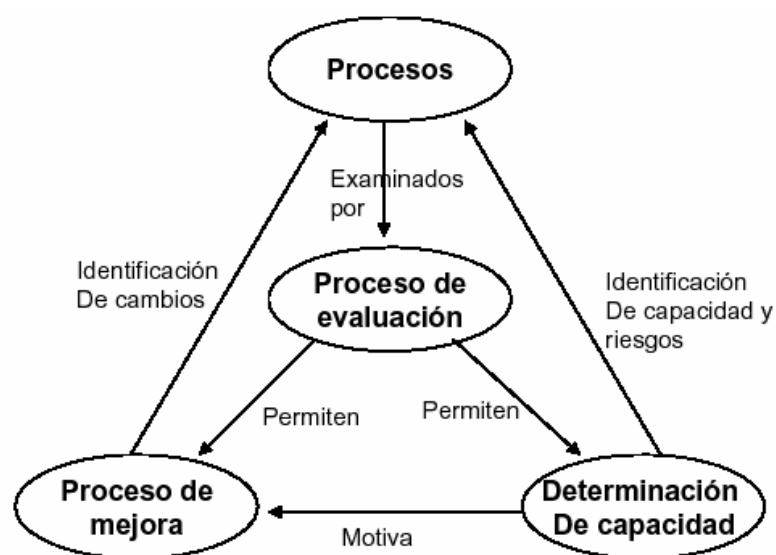 Procesos
Examinados
por
Identificación
De cambios
Proceso de
evaluación
Identificación
De capacidad y
riesgos
Permiten
Permiten
Proceso de
mejora
Motiva
Determinación
De capacidad